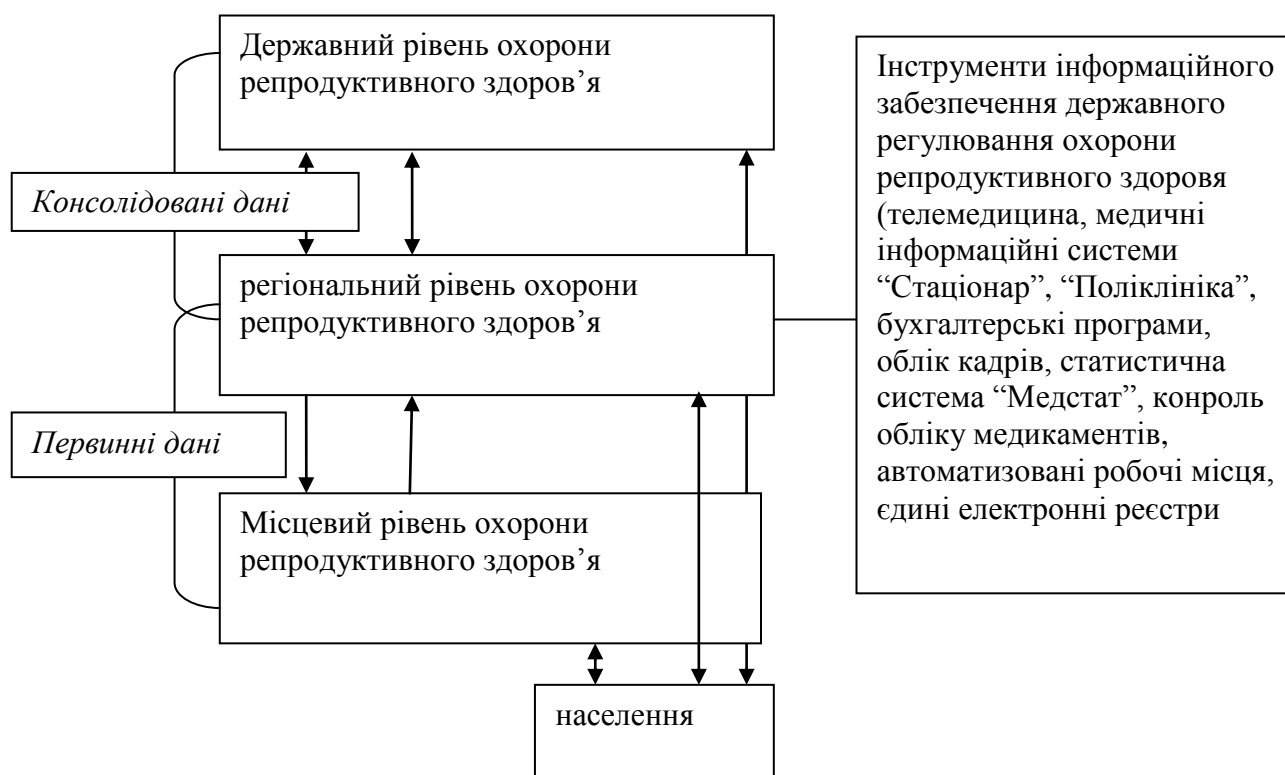 Державний рівень охорони
репродуктивного здоров’я
Консолідовані дані
регіональний рівень охорони
репродуктивного здоров’я
Первинні дані
Місцевий рівень охорони
репродуктивного здоров’я
населення
Інструменти інформаційного
забезпечення державного
регулювання охорони
репродуктивного здоровя
(телемедицина, медичні
інформаційні системи
“Стаціонар”, “Поліклініка”,
бухгалтерські програми,
облік кадрів, статистична
система “Медстат”, конроль
обліку медикаментів,
автоматизовані робочі місця,
єдині електронні реєстри